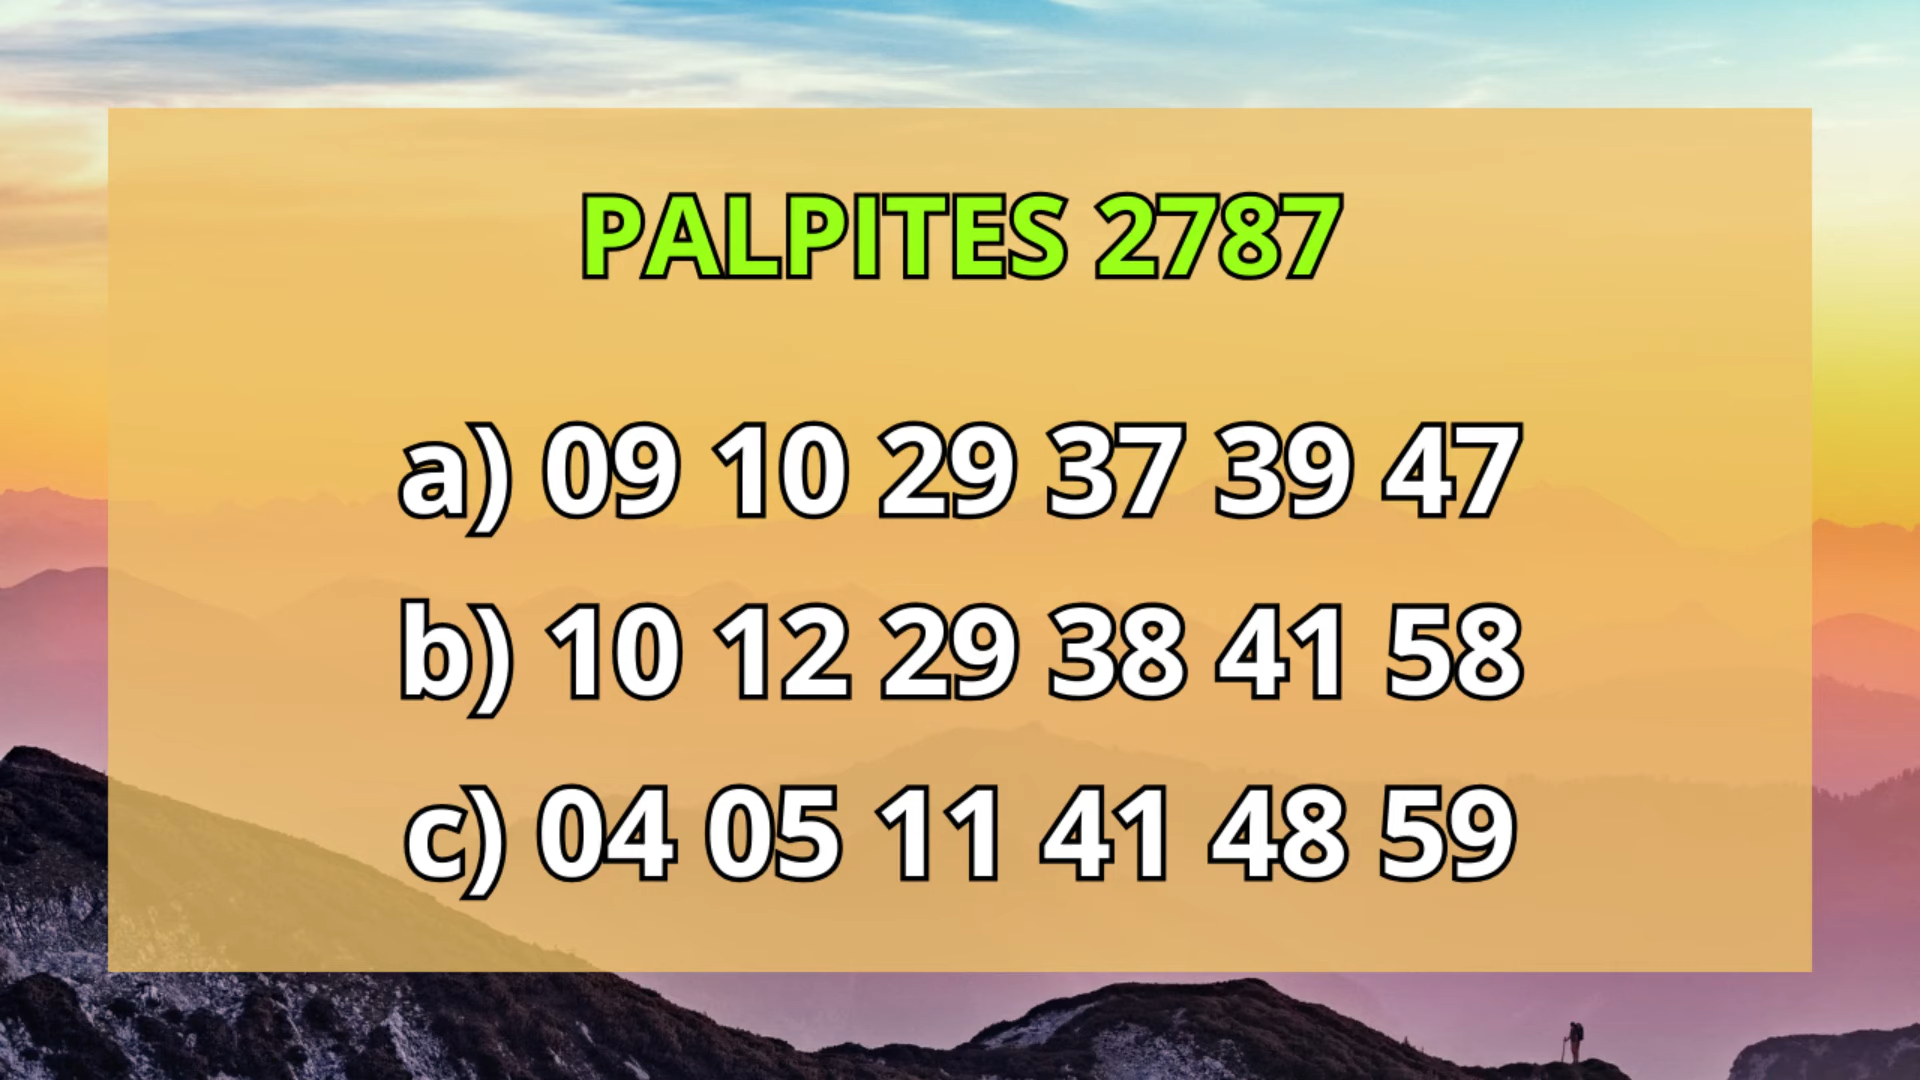 PALPITES 2787
a) 09 10 29 37 39 47
b) 10 12 29 38 41 58
c) 04 05 11 41 48 59